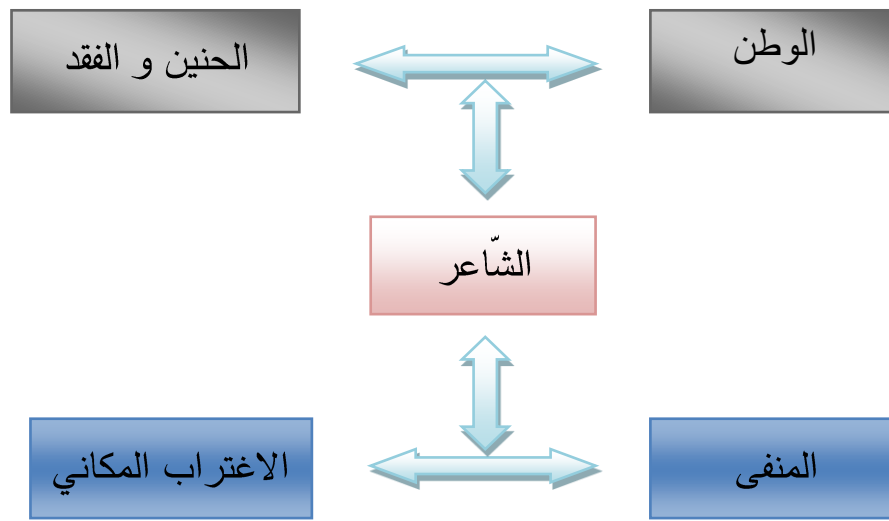 الوطن
الحنين و الفقد
الشّاعر
المنفى
الاغتراب المكاني